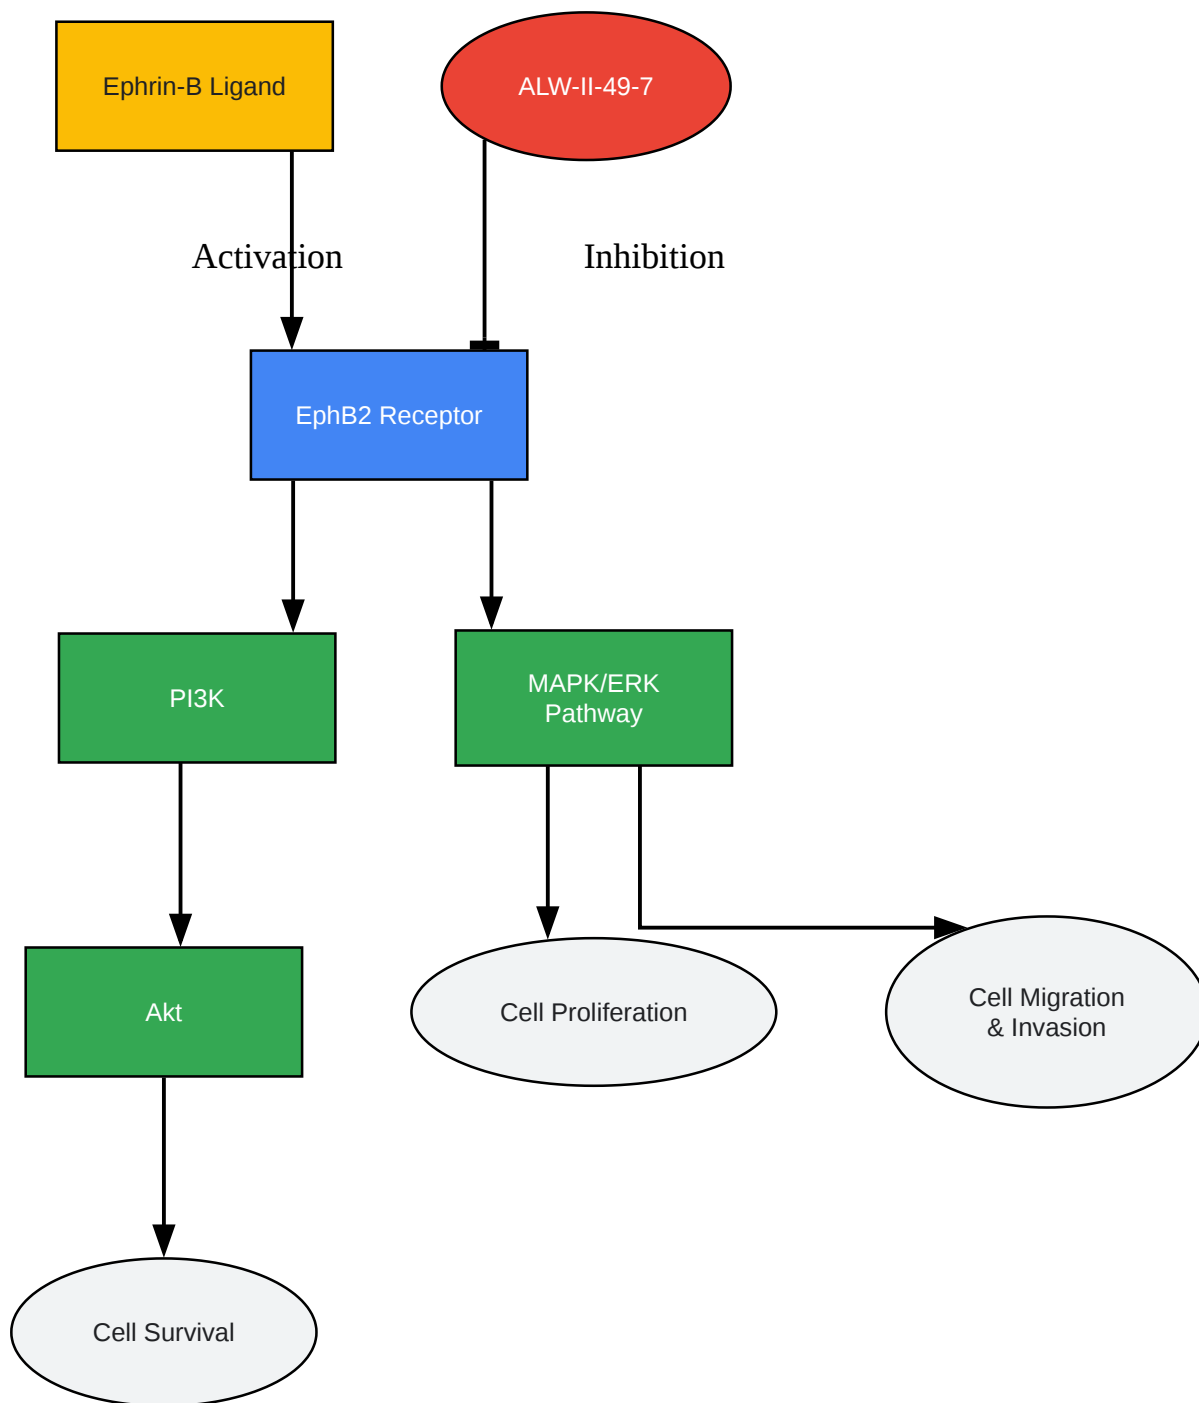 Ephrin-B Ligand
ALW-II-49-7
Activation
Inhibition
EphB2 Receptor
PI3K
MAPK/ERK
Pathway
Akt
Cell Proliferation
Cell Migration
& Invasion
Cell Survival